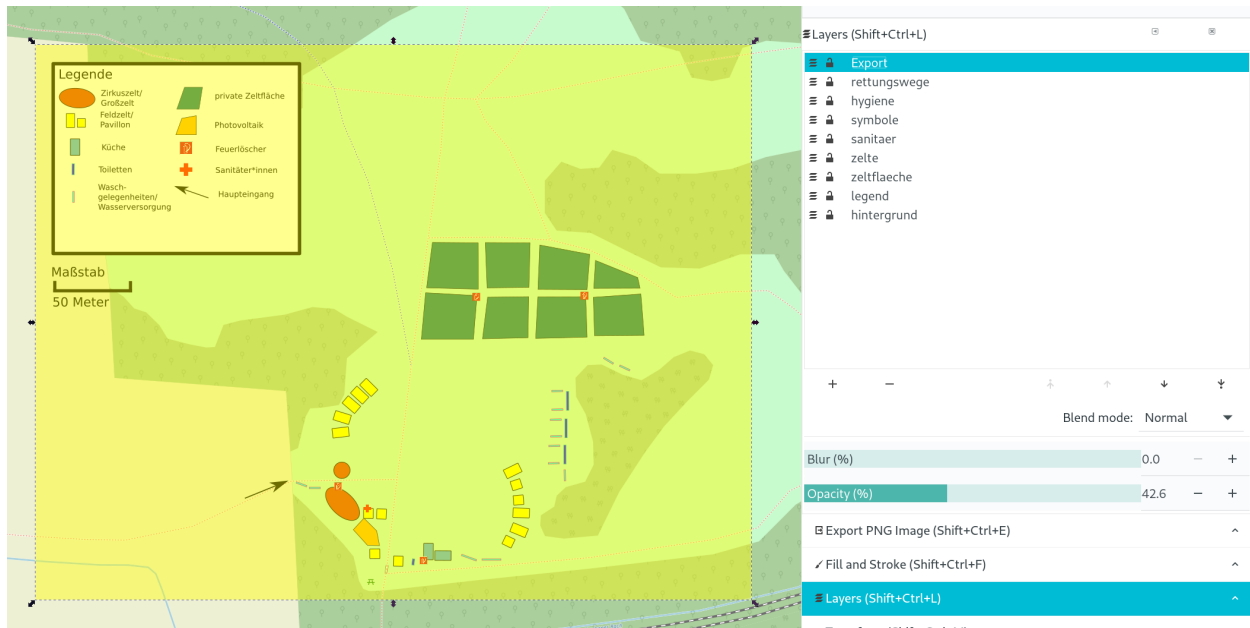 Layers (Shift+Ctrl+L)
Export
rettungswege
hygiene
symbole
sanitaer
zelte
zeltflaeche
legend
hintergrund
Blend mode: Normal
Blur (%) 0.0
Opacity (%) 42.6
Export PNG Image (Shift+Ctrl+E)
Fill and Stroke (Shift+Ctrl+F)
Layers (Shift+Ctrl+L)
Legende
Zirkuszelt/
Großzelt
Feldzelt/
Pavillon
Küche
Toiletten
Wasch-
gelegenheiten/
Wasserversorgung
private Zeltfläche
Photovoltaik
Feuerlöscher
Sanitäter*innen
Haupteingang
Maßstab
50 Meter